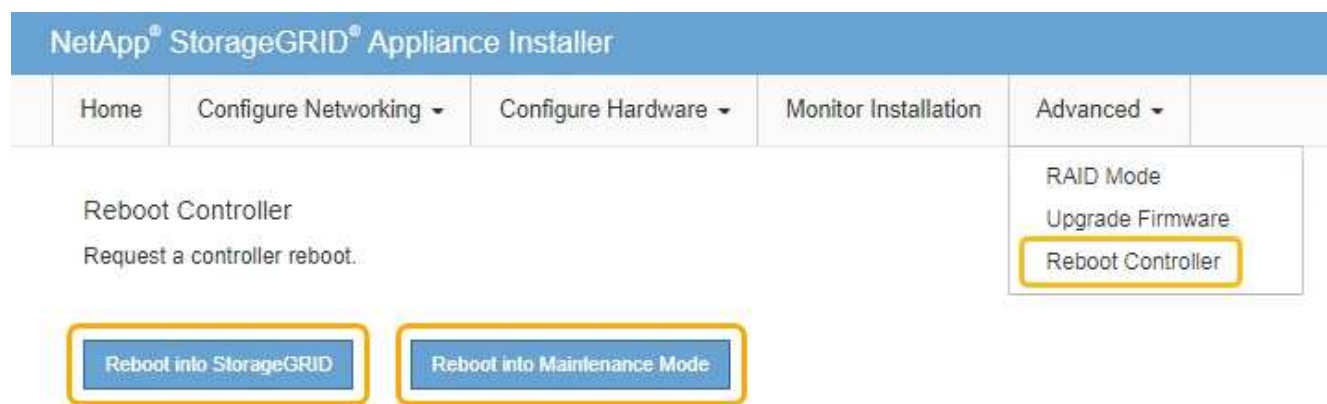 NetApp® StorageGRID® Appliance Installer
Home Configure Networking Configure Hardware Monitor Installation Advanced
RAID Mode
Upgrade Firmware
Reboot Controller
Reboot Controller
Request a controller reboot.
Reboot into StorageGRID Reboot into Maintenance Mode